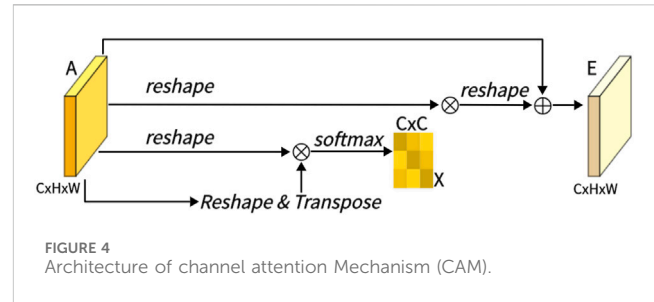 A
E
reshape
reshape
CxC
reshape
softmax
X
CxHxW
Reshape & Transpose
CxHxW
FIGURE 4
Architecture of channel attention Mechanism (CAM).